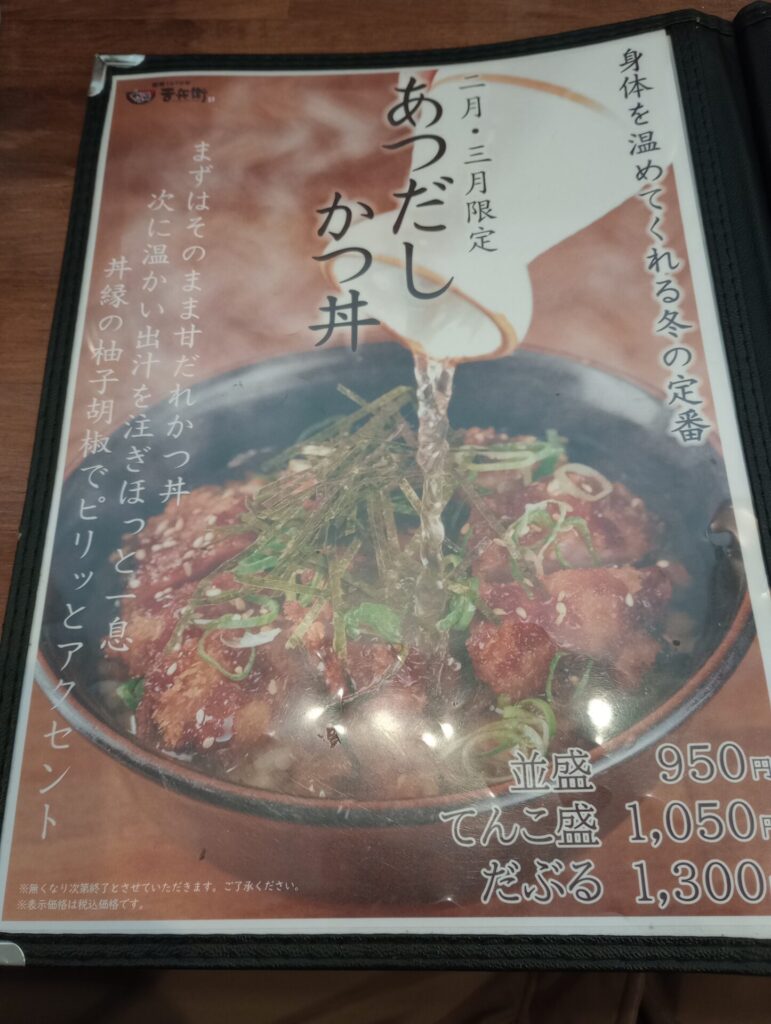 身体を温めてくれる冬の定番
二月・三月限定
あつだし
かつ丼
吾兵衛
まずはそのまま甘だれかつ丼
次に温かい出汁を注ぎほっと一息
丼縁の柚子胡椒でピリッとアクセント
並盛 950円
てんこ盛 1,050円
だぶる 1,300
※無くなり次第終了とさせていただきます。ご了承ください。
※表示価格は税込価格です。